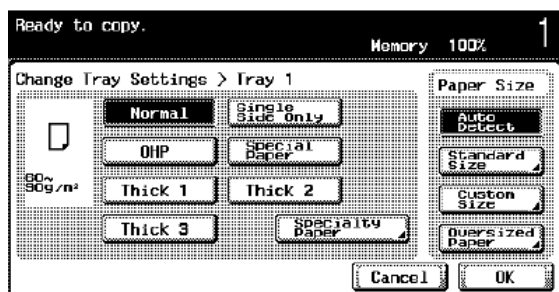 Ready to copy.
Memory 100% 1
Change Tray Settings > Tray 1
Paper Size
Normal
Single
Side Only
Auto
Detect
OHP
Special
Paper
Standard
Size
60~
90g/m²
Thick 1
Thick 2
Custom
Size
Thick 3
Specialty
Paper
Oversized
Paper
Cancel
OK